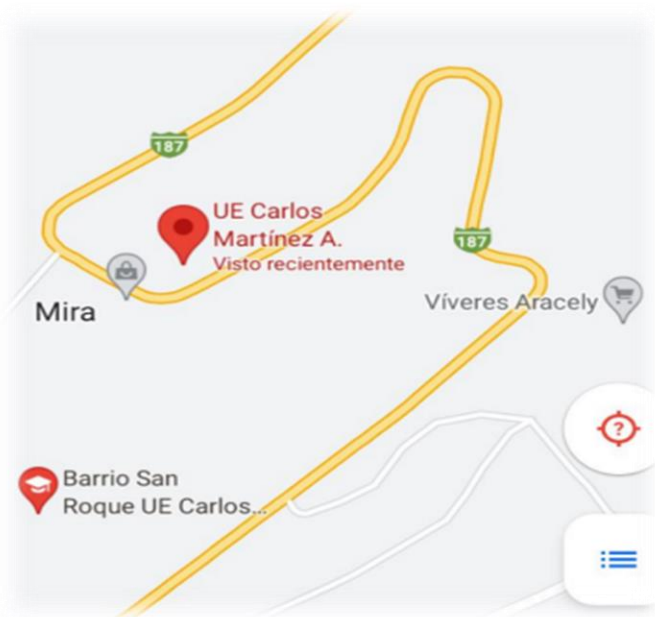 187
UE Carlos
Martínez A.
Visto recientemente
187
Mira
Víveres Aracely
?
Barrio San
Roque UE Carlos...